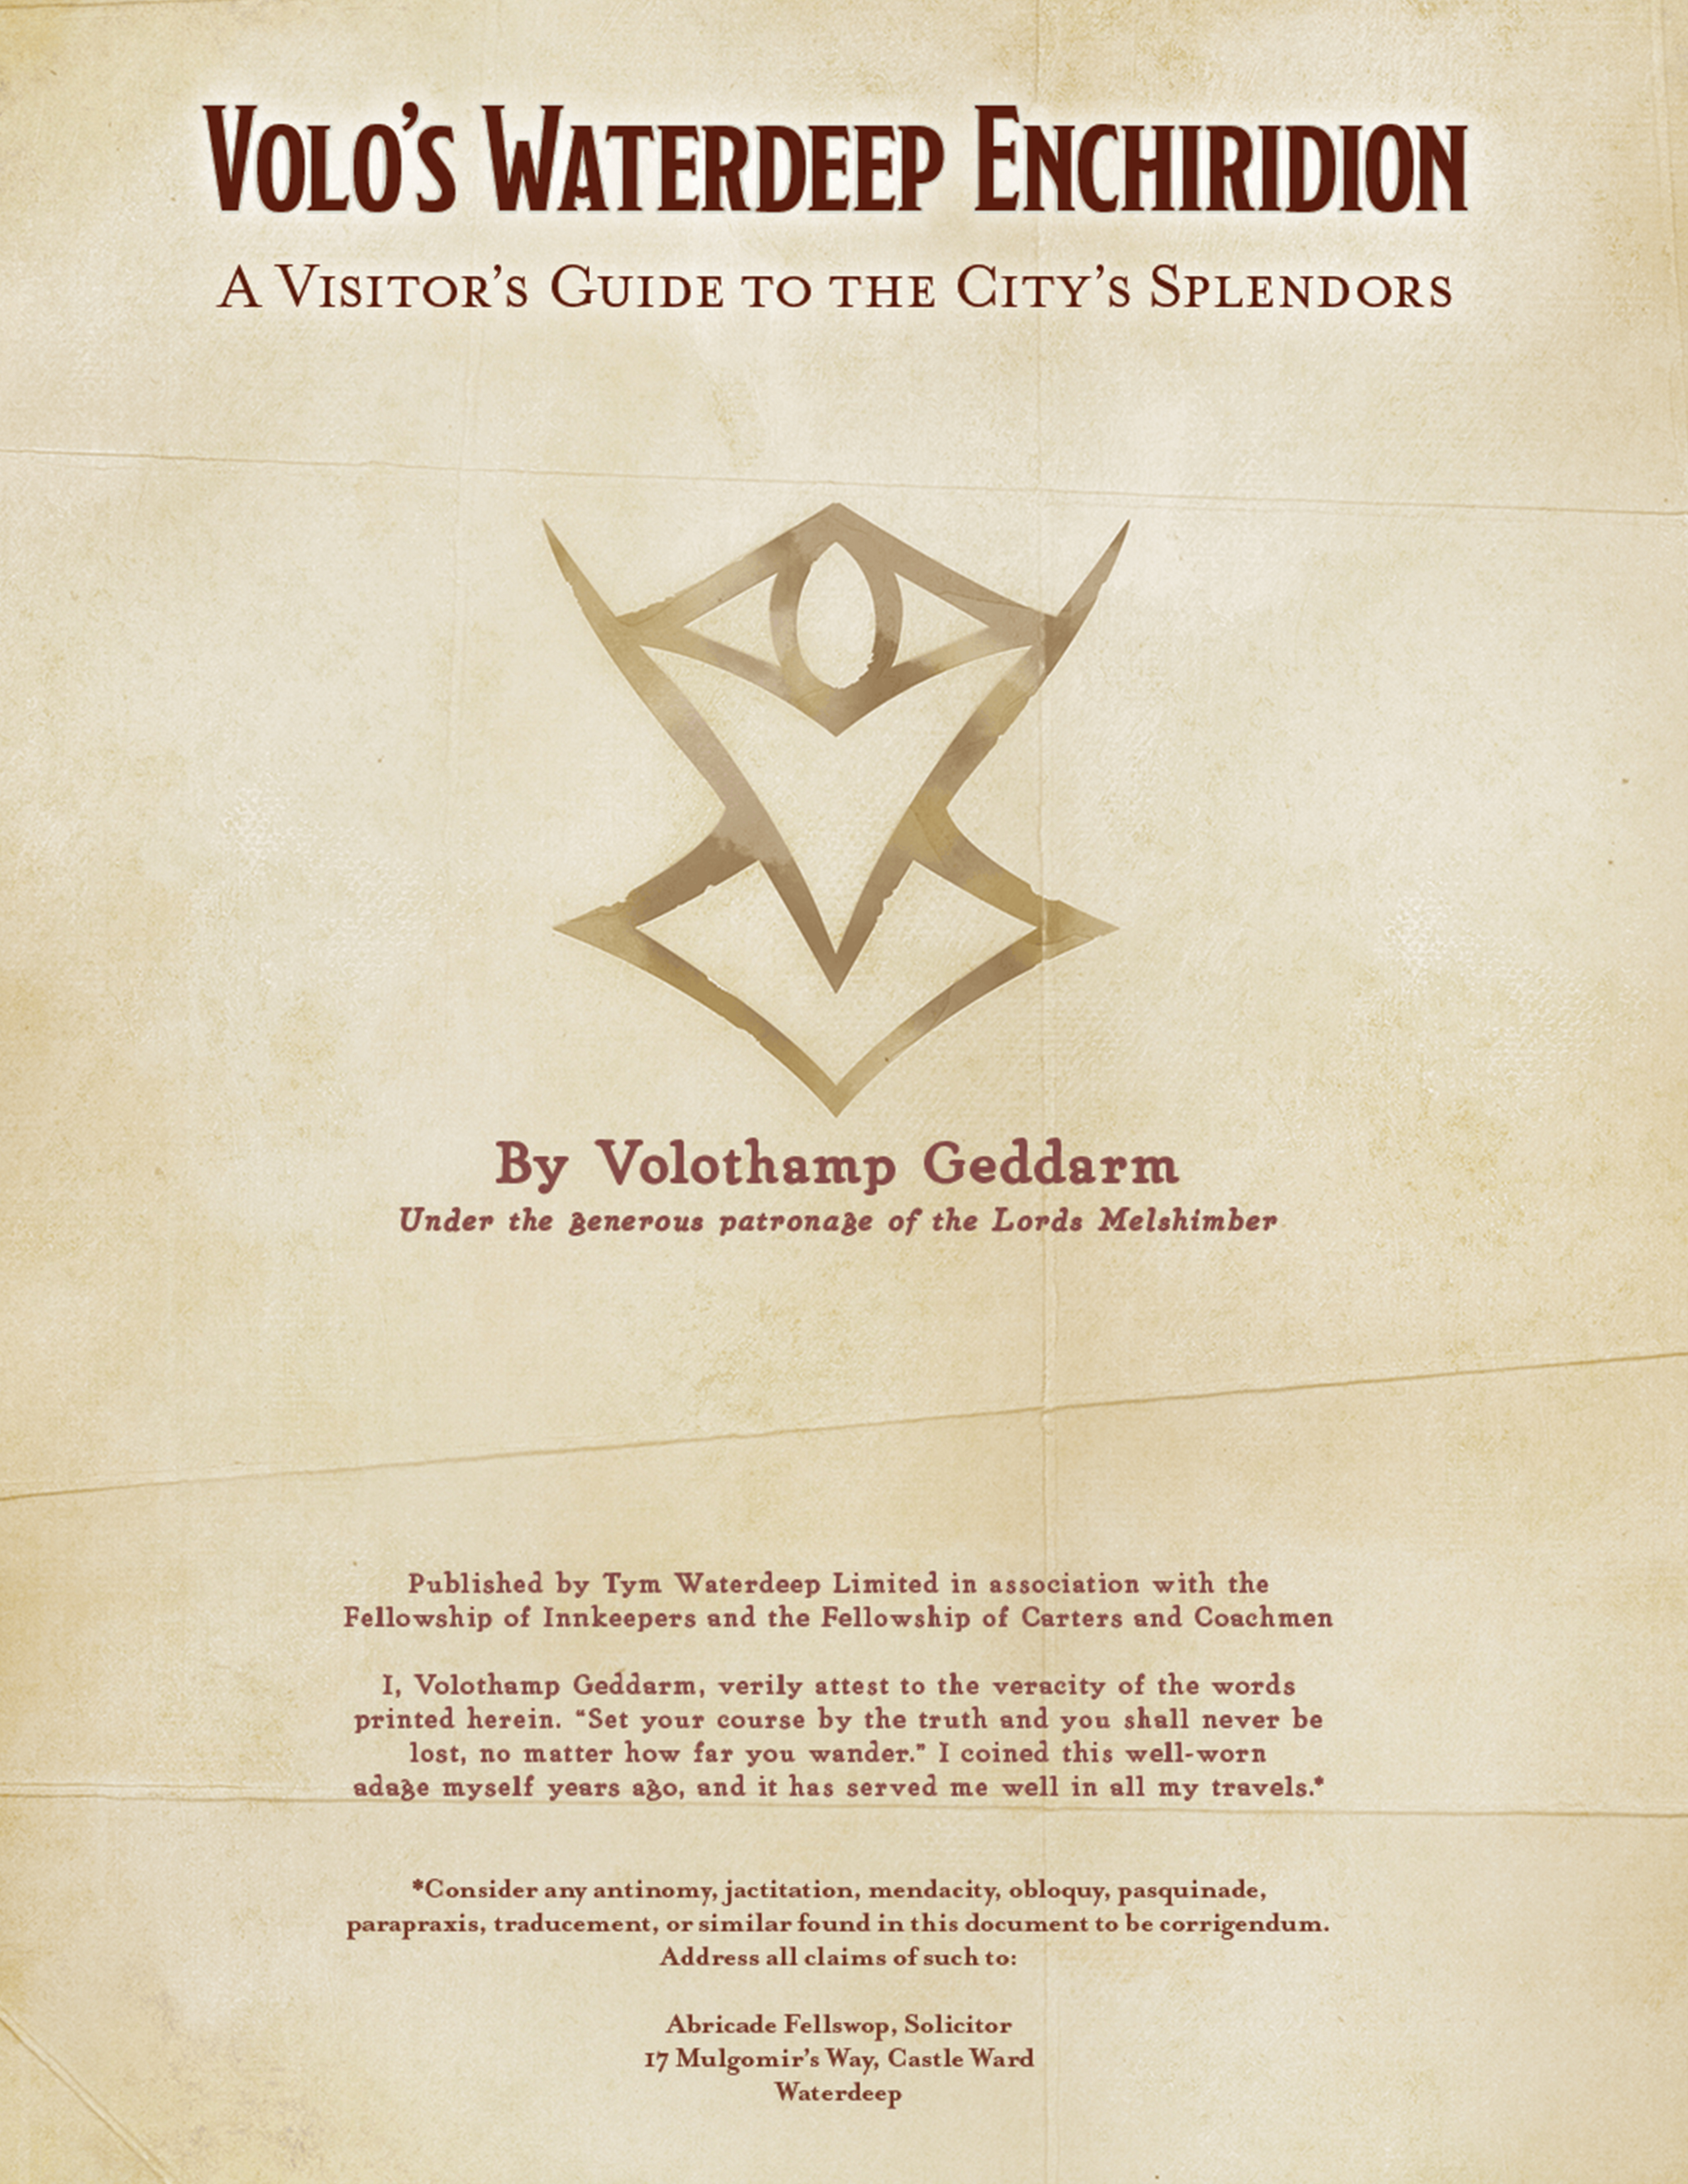 Volo's Waterdeep Enchiridion
A Visitor's Guide to the City's Splendors
By Volothamp Geddarm
Under the generous patronage of the Lords Melshimber
Published by Tym Waterdeep Limited in association with the
Fellowship of Innkeepers and the Fellowship of Carters and Coachmen
I, Volothamp Geddarm, verily attest to the veracity of the words
printed herein. “Set your course by the truth and you shall never be
lost, no matter how far you wander.” I coined this well-worn
adage myself years ago, and it has served me well in all my travels.*
*Consider any antinomy, jactitation, mendacity, obloquy, pasquinade,
parapraxis, traducement, or similar found in this document to be corrigendum.
Address all claims of such to:
Abricade Fellswop, Solicitor
17 Mulgomir's Way, Castle Ward
Waterdeep